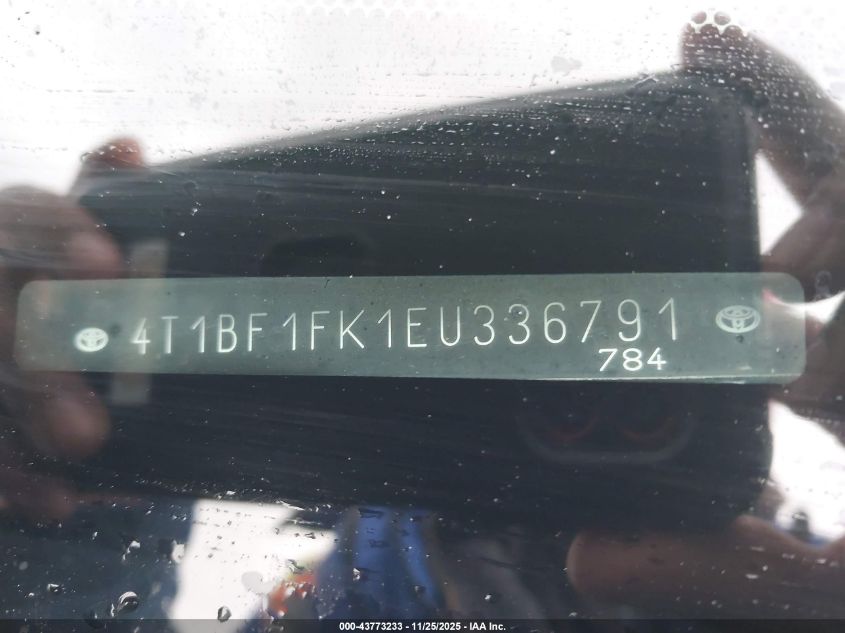 4T1BF1FK1EU336791
784
000-43773233 - 11/25/2025 - IAA Inc.